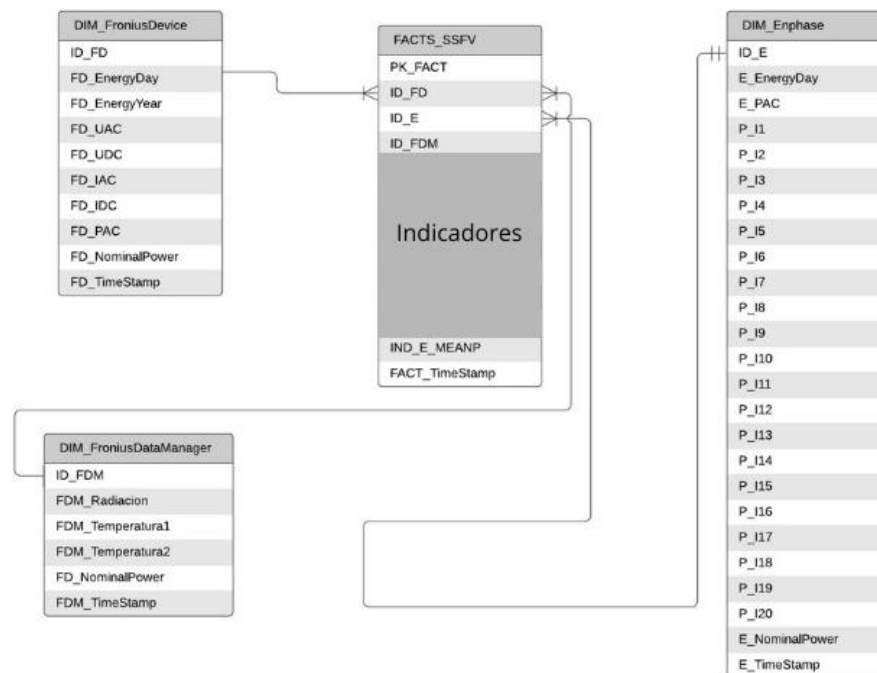 DIM_FroniusDevice
ID_FD
FD_EnergyDay
FD_EnergyYear
FD_UAC
FD_UDC
FD_IAC
FD_IDC
FD_PAC
FD_NominalPower
FD_TimeStamp
FACTS_SSFV
PK_FACT
ID_FD
ID_E
ID_FDM
Indicadores
IND_E_MEANP
FACT_TimeStamp
DIM_Enphase
ID_E
E_EnergyDay
E_PAC
P_I1
P_I2
P_I3
P_I4
P_I5
P_I6
P_I7
P_I8
P_I9
P_I10
P_I11
P_I12
P_I13
P_I14
P_I15
P_I16
P_I17
P_I18
P_I19
P_I20
E_NominalPower
E_TimeStamp
DIM_FroniusDataManager
ID_FDM
FDM_Radiacion
FDM_Temperatura1
FDM_Temperatura2
FD_NominalPower
FDM_TimeStamp